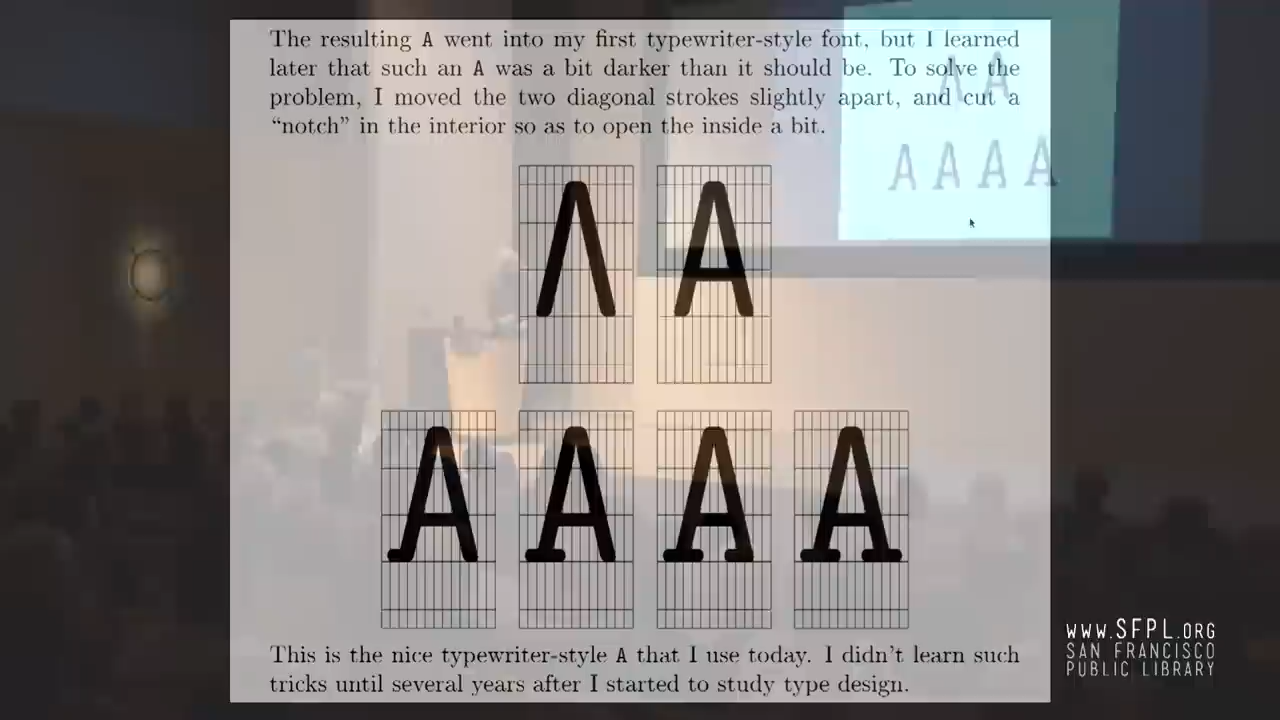 The resulting A went into my first typewriter-style font, but I learned
later that such an A was a bit darker than it should be. To solve the
problem, I moved the two diagonal strokes slightly apart, and cut a
“notch” in the interior so as to open the inside a bit.
Λ A
A A
A A A A
A A A A
This is the nice typewriter-style A that I use today. I didn’t learn such
tricks until several years after I started to study type design.
www.SFPL.ORG
SAN FRANCISCO
PUBLIC LIBRARY